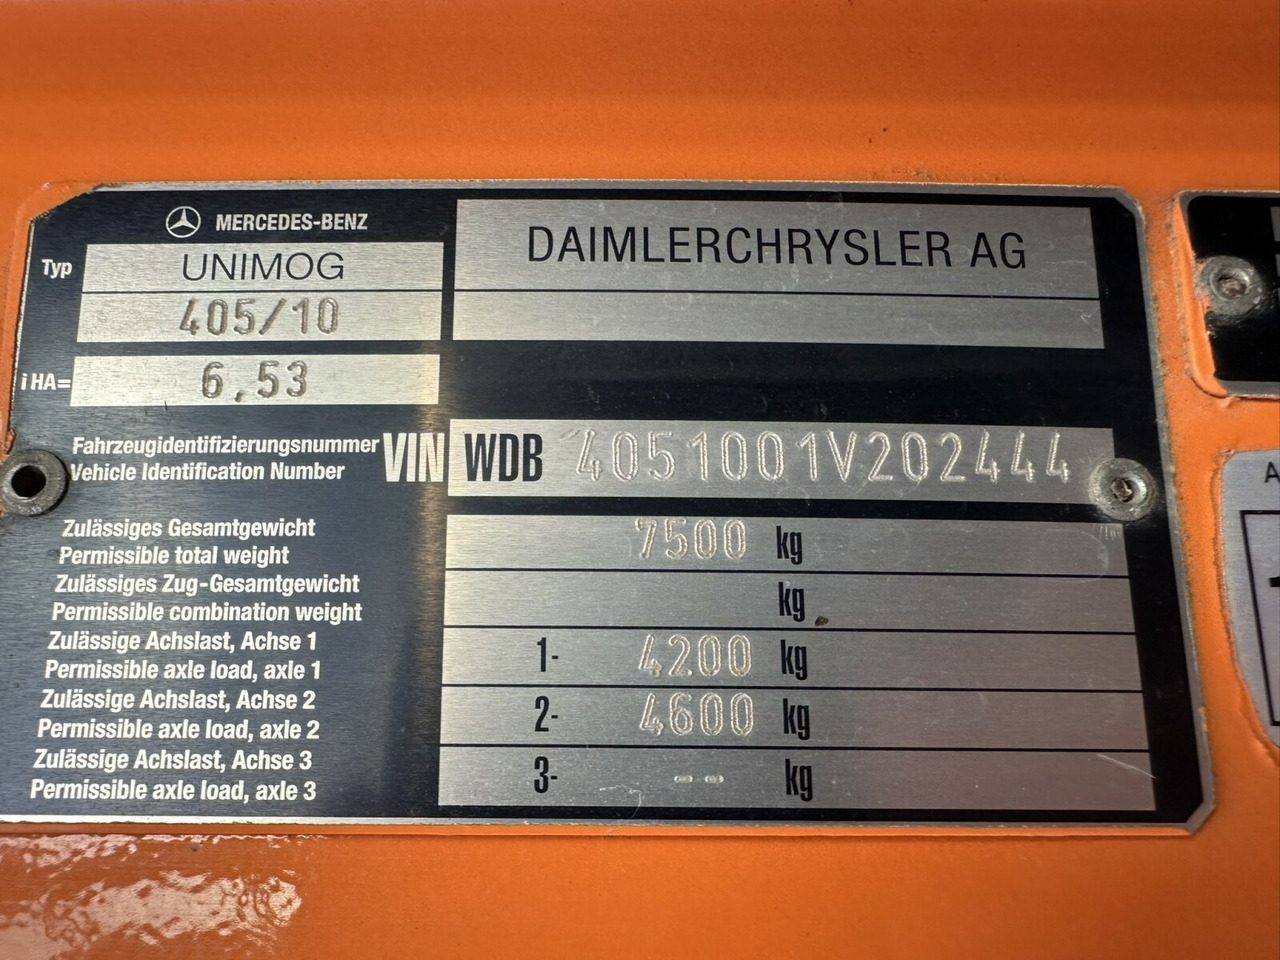 MERCEDES-BENZ
DAIMLERCHRYSLER AG
Typ UNIMOG
405/10
i HA= 6,53
Fahrzeugidentifizierungsnummer
Vehicle Identification Number
VIN WDB 4051001V202444
Zulässiges Gesamtgewicht
Permissible total weight
7500 kg
Zulässiges Zug-Gesamtgewicht
Permissible combination weight
kg
Zulässige Achslast, Achse 1
Permissible axle load, axle 1
1- 4200 kg
Zulässige Achslast, Achse 2
Permissible axle load, axle 2
2- 4600 kg
Zulässige Achslast, Achse 3
Permissible axle load, axle 3
3- -- kg